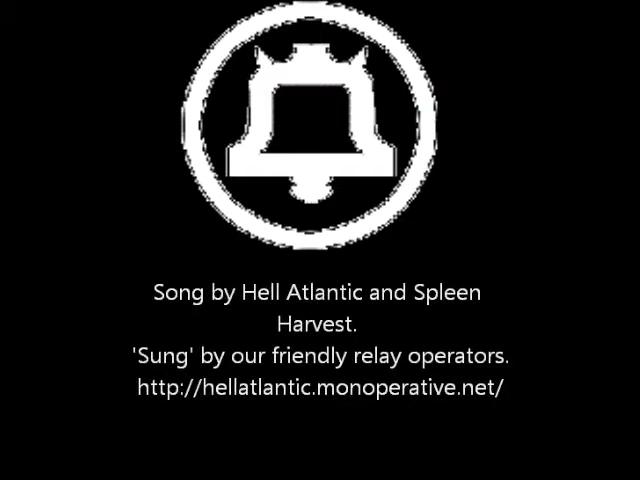 Song by Hell Atlantic and Spleen
Harvest.
'Sung' by our friendly relay operators.
http://hellatlantic.monoperative.net/